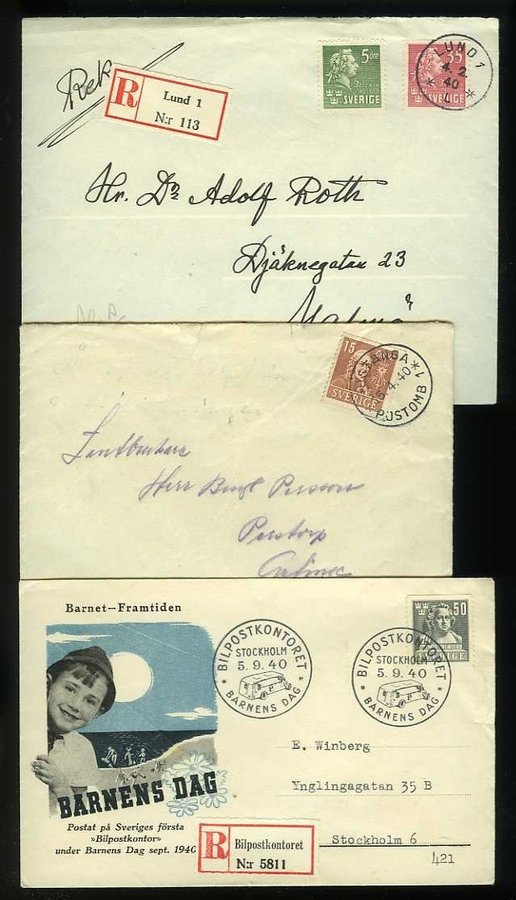 Rek
R
Lund 1
N:r 113
5 öre
SVERIGE
35
LUND 1
4. 2.
40
Hr. Dr Adolf Roth
Djäknegatan 23
Malmö
15
SVERIGE
4.40
POSTOMB
Lantbrukare
Herr Bengt Persson
Perstorp
Barnet—Framtiden
BILPOSTKONTORET
STOCKHOLM
5.9.40
BARNENS DAG
BILPOSTKONTORET
STOCKHOLM
5.9.40
BARNENS DAG
50
SVERIGE
E. Winberg
Ynglingagatan 35 B
Stockholm 6
421
BARNENS DAG
Postat på Sveriges första
»Bilpostkontor»
under Barnens Dag sept. 1940
R
Bilpostkontoret
N:r 5811